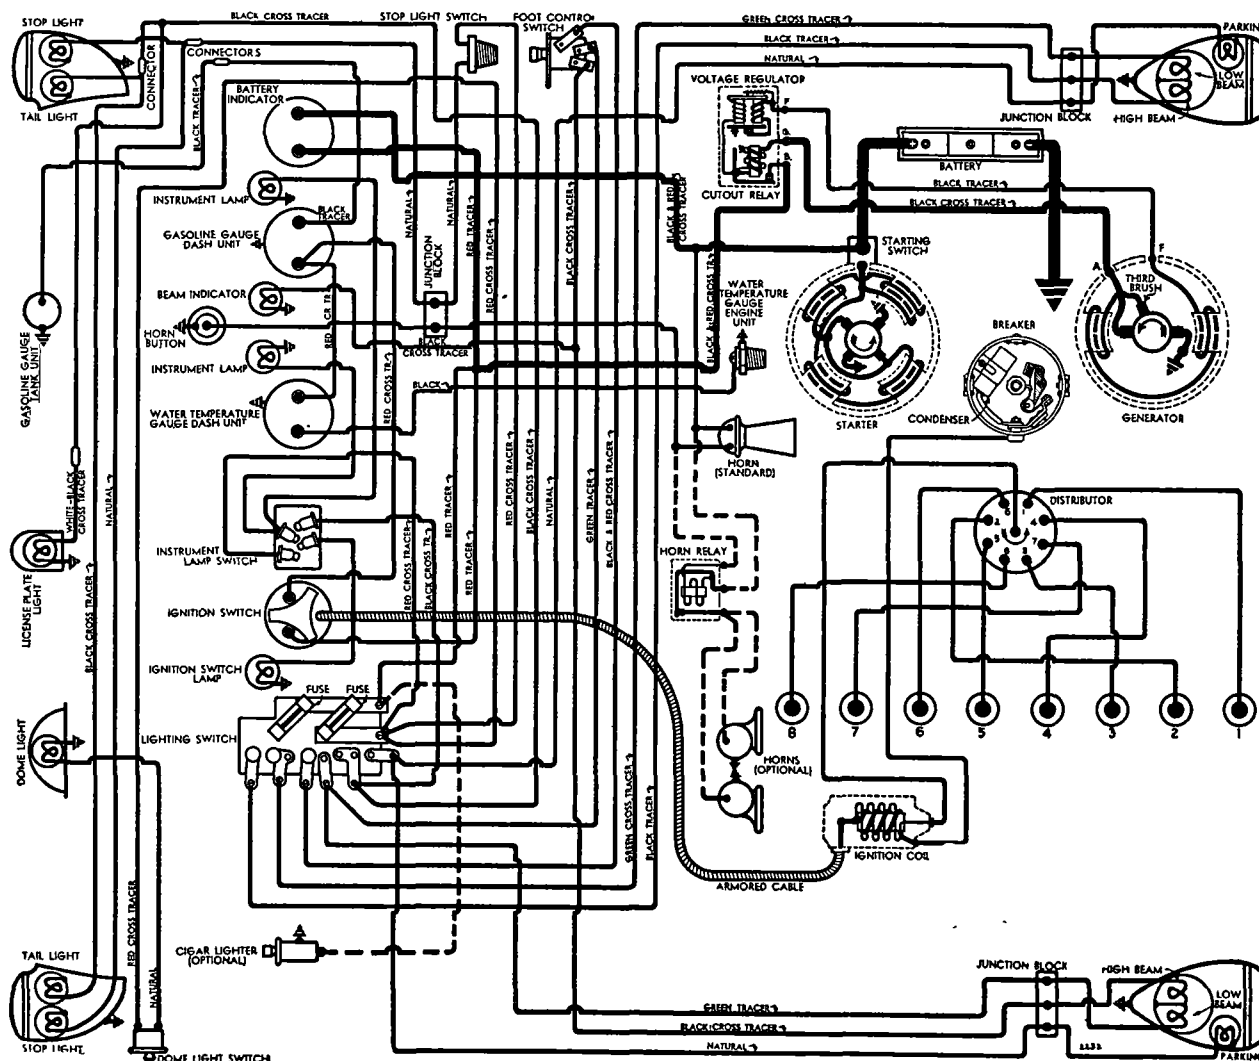 STOP LIGHT
TAIL LIGHT
CONNECTOR
CONNECTORS
BLACK CROSS TRACER
STOP LIGHT SWITCH
FOOT CONTRO
SWITCH
GREEN CROSS TRACER
BLACK TRACER
NATURAL
PARKIN
LOW
BEAM
HIGH BEAM
JUNCTION BLOCK
VOLTAGE REGULATOR
F
CUTOUT RELAY
BATTERY
BLACK TRACER
BLACK CROSS TRACER
BATTERY
INDICATOR
BLACK TRACER
INSTRUMENT LAMP
BLACK
TRACER
GASOLINE GAUGE
DASH UNIT
NATURAL
NATURAL
RED TRACER
RED CROSS TRACER
BLACK CROSS TRACER
BLACK & RED
CROSS TRACER
JUNCTION
BLOCK
BEAM INDICATOR
HORN
BUTTON
RED CR TR
BLACK
CROSS TRACER
INSTRUMENT LAMP
GASOLINE GAUGE
TANK UNIT
WATER TEMPERATURE
GAUGE DASH UNIT
RED CROSS TR.
BLACK
BLACK & RED CROSS TR
WATER
TEMPERATURE
GAUGE
ENGINE
UNIT
STARTING
SWITCH
STARTER
A
F
THIRD
BRUSH
GENERATOR
BREAKER
CONDENSER
HORN
(STANDARD)
WHITE-BLACK
CROSS TRACER
NATURAL
LICENSE PLATE
LIGHT
BLACK CROSS TRACER
INSTRUMENT
LAMP SWITCH
RED CROSS TRACER
BLACK CROSS TR.
RED TRACER
RED TRACER
RED CROSS TRACER
BLACK CROSS TRACER
NATURAL
GREEN TRACER
BLACK & RED CROSS TRACER
HORN RELAY
DISTRIBUTOR
IGNITION SWITCH
IGNITION SWITCH
LAMP
FUSE
FUSE
LIGHTING SWITCH
DOME LIGHT
HORNS
(OPTIONAL)
8
7
6
5
4
3
2
1
GREEN CROSS TRACER
BLACK TRACER
IGNITION COIL
ARMORED CABLE
CIGAR LIGHTER
(OPTIONAL)
RED CROSS TRACER
NATURAL
TAIL LIGHT
STOP LIGHT
DOME LIGHT SWITCH
JUNCTION BLOCK
HIGH BEAM
LOW
BEAM
GREEN TRACER
BLACK CROSS TRACER
NATURAL
2232
PARKIN